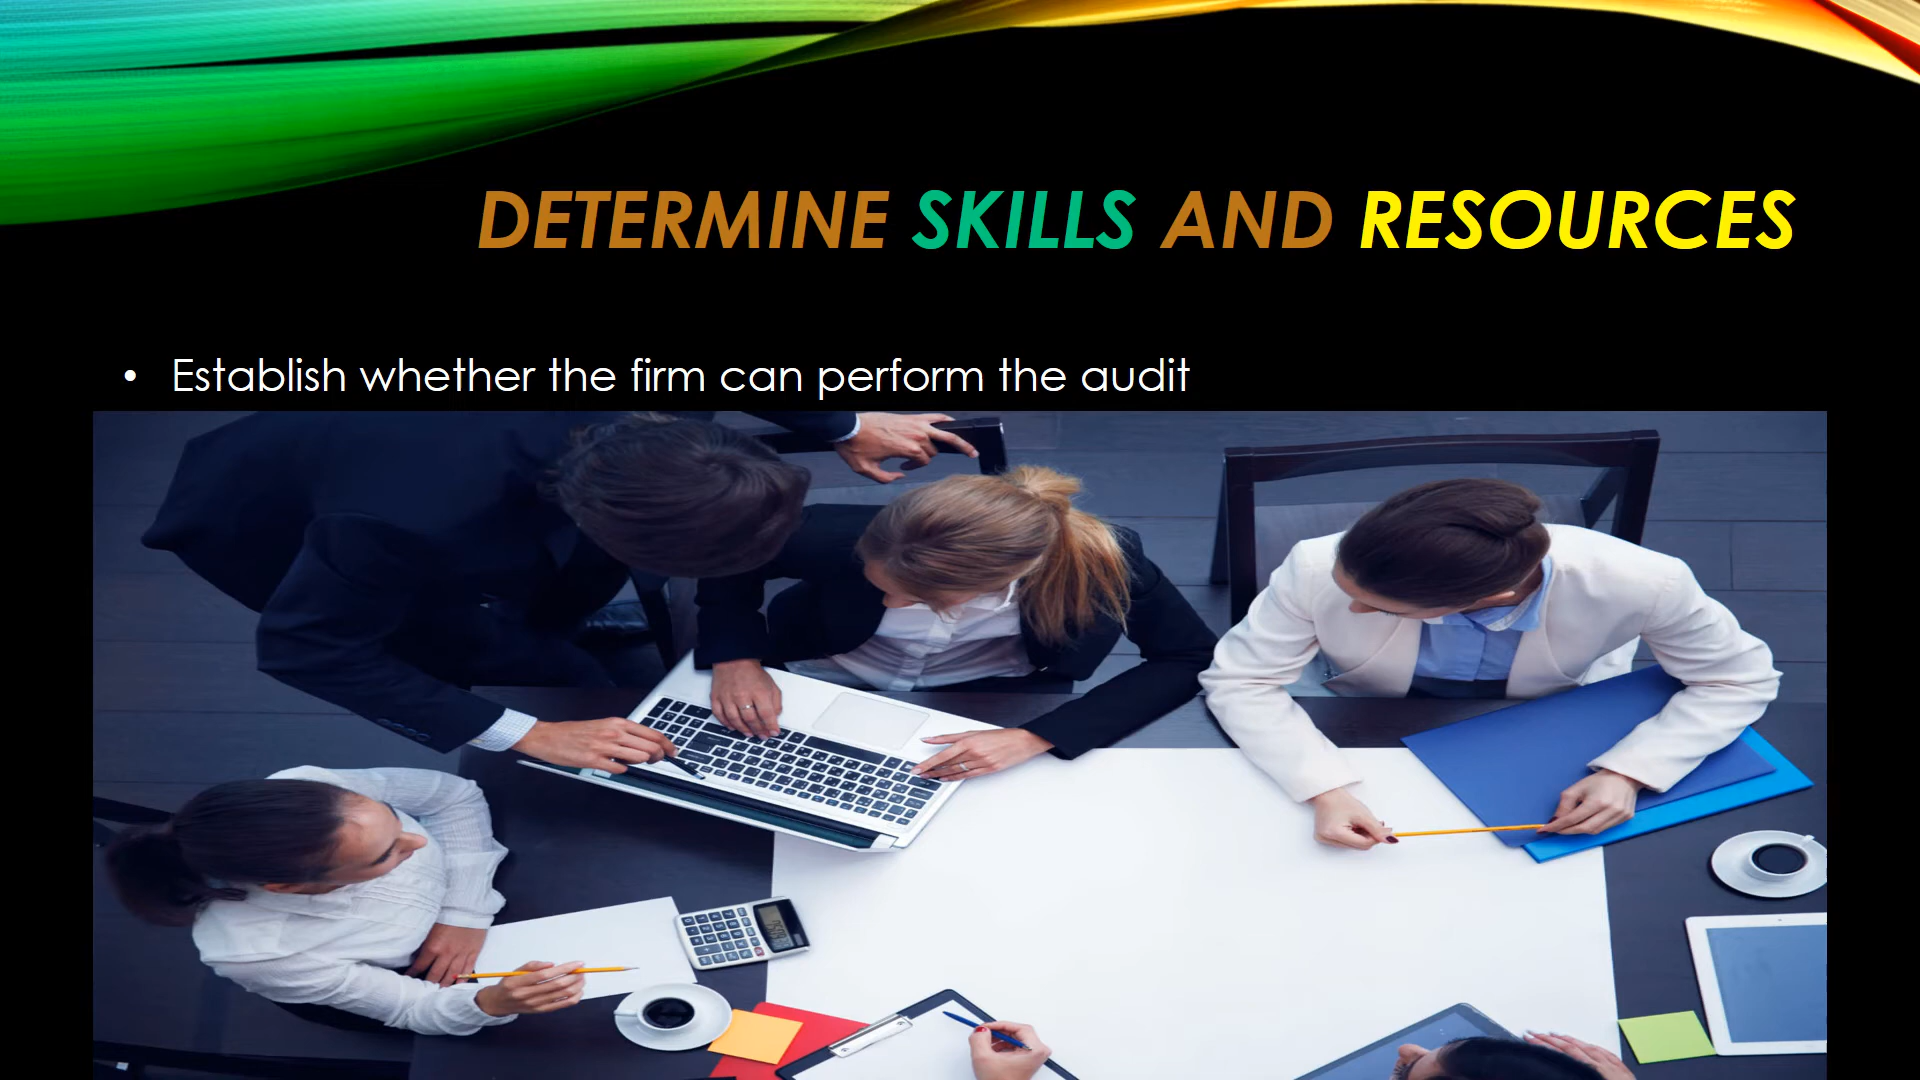 DETERMINE SKILLS AND RESOURCES
• Establish whether the firm can perform the audit